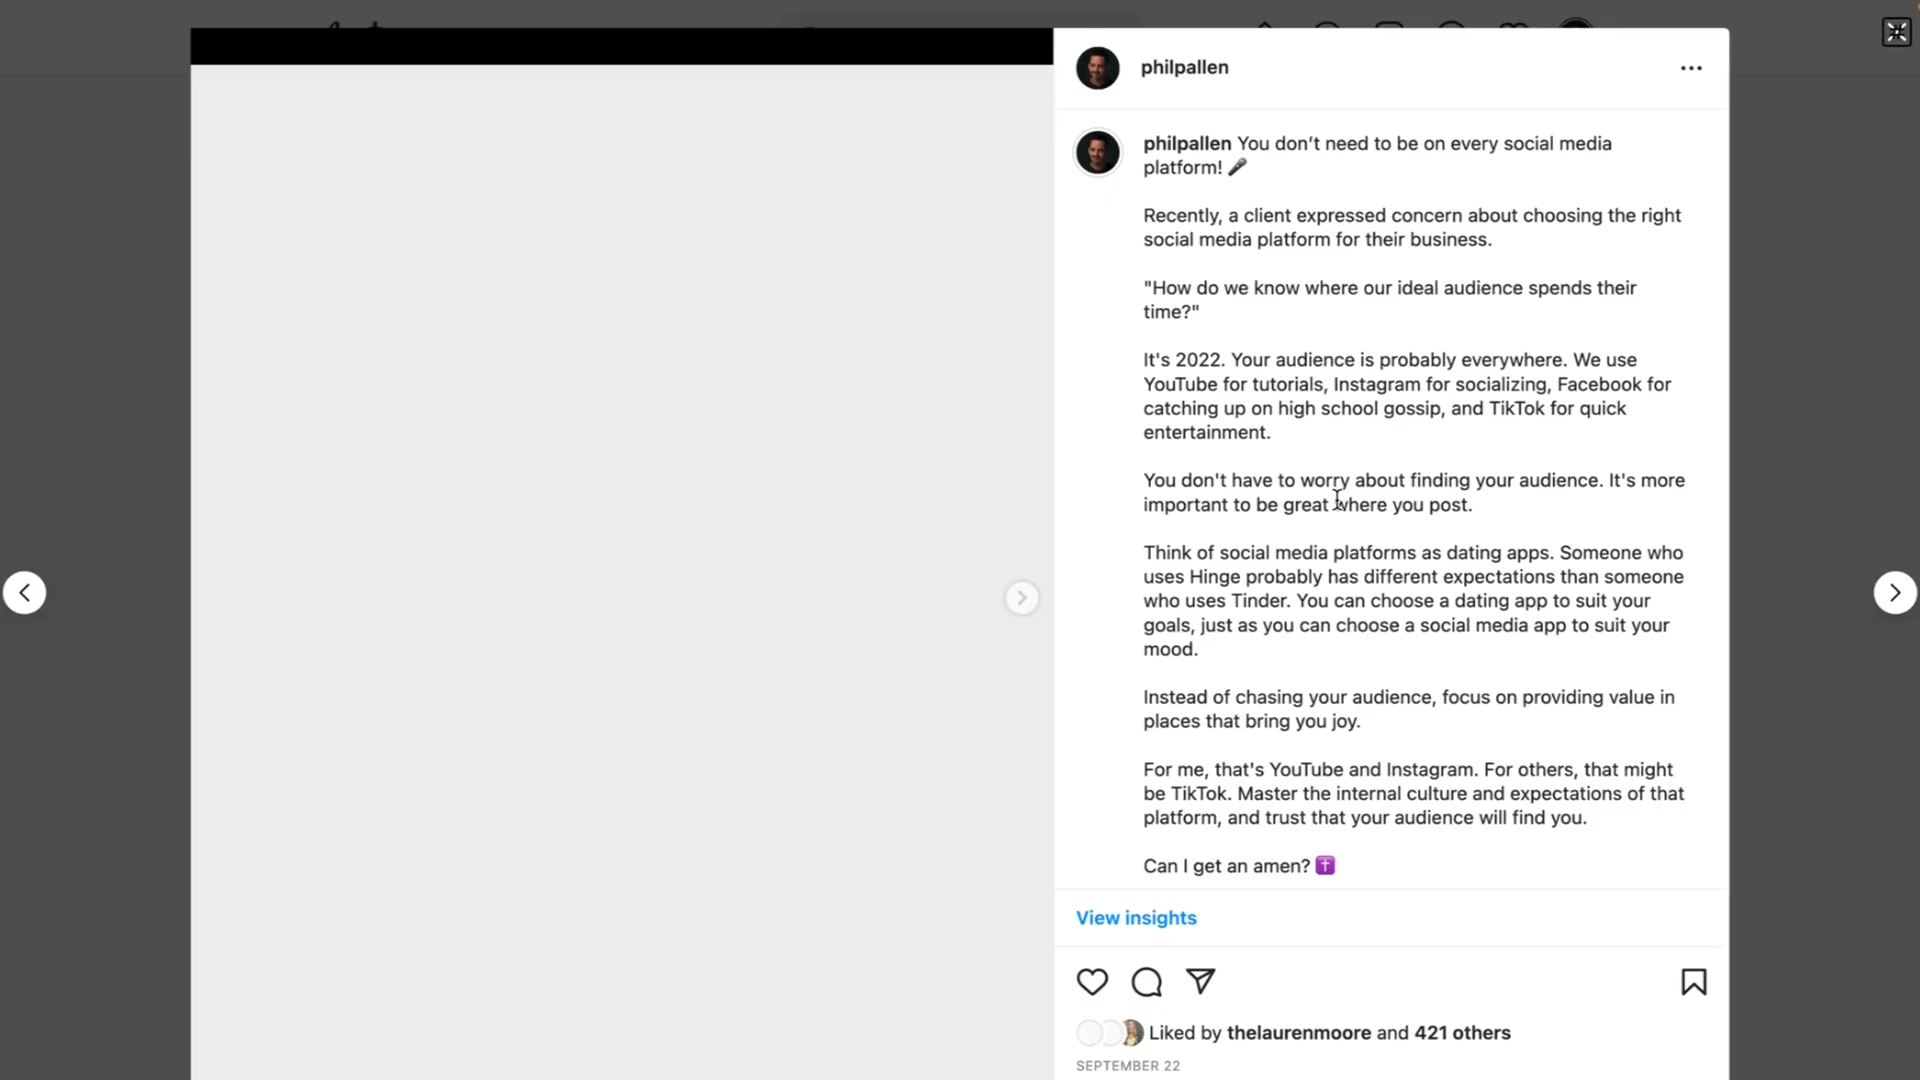 philpallen
philpallen You don’t need to be on every social media
platform! 🎤
Recently, a client expressed concern about choosing the right
social media platform for their business.
"How do we know where our ideal audience spends their
time?"
It's 2022. Your audience is probably everywhere. We use
YouTube for tutorials, Instagram for socializing, Facebook for
catching up on high school gossip, and TikTok for quick
entertainment.
You don't have to worry about finding your audience. It's more
important to be great where you post.
Think of social media platforms as dating apps. Someone who
uses Hinge probably has different expectations than someone
who uses Tinder. You can choose a dating app to suit your
goals, just as you can choose a social media app to suit your
mood.
Instead of chasing your audience, focus on providing value in
places that bring you joy.
For me, that's YouTube and Instagram. For others, that might
be TikTok. Master the internal culture and expectations of that
platform, and trust that your audience will find you.
Can I get an amen? ✝️
View insights
Liked by thelaurenmoore and 421 others
SEPTEMBER 22